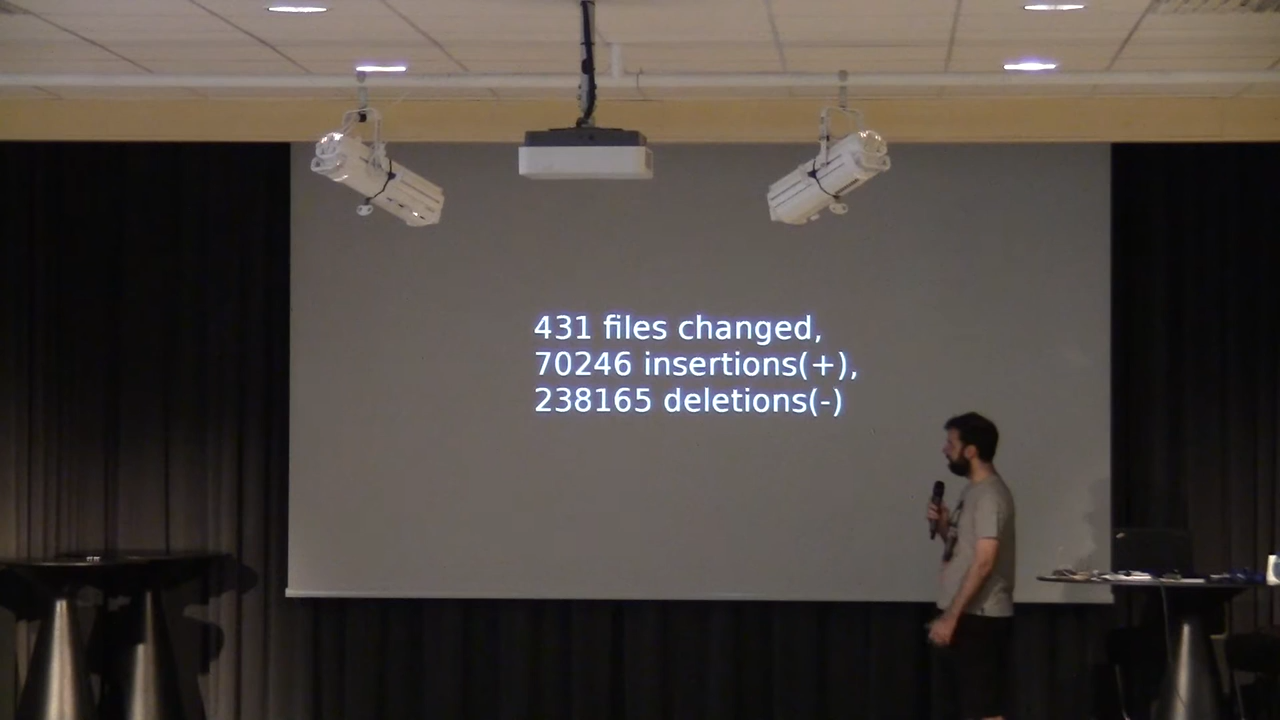 431 files changed,
70246 insertions(+),
238165 deletions(-)